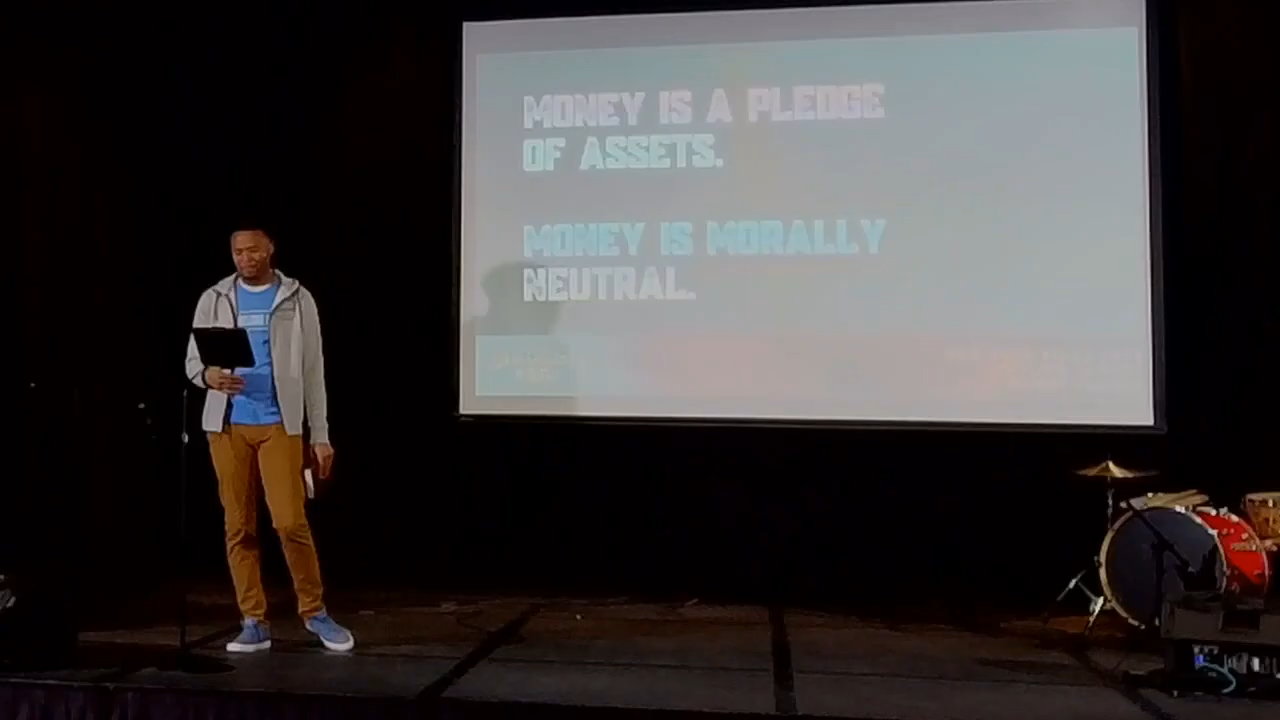 MONEY IS A PLEDGE
OF ASSETS.
MONEY IS MORALLY
NEUTRAL.